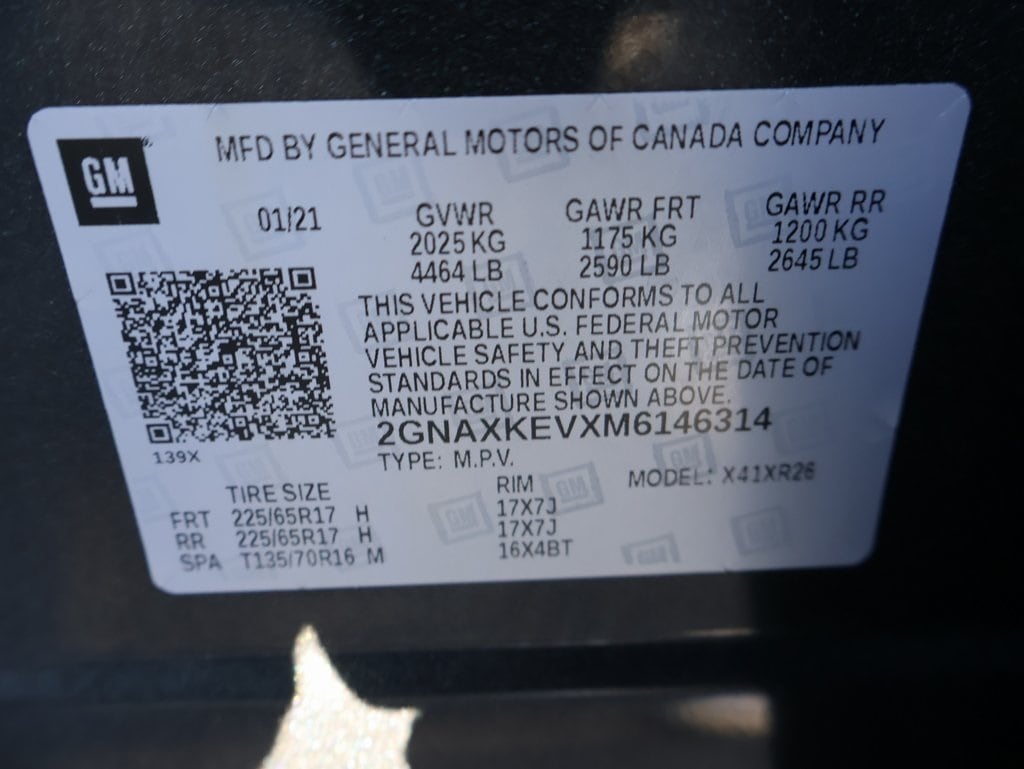 GM
MFD BY GENERAL MOTORS OF CANADA COMPANY
01/21
GVWR GAWR FRT GAWR RR
2025 KG 1175 KG 1200 KG
4464 LB 2590 LB 2645 LB
THIS VEHICLE CONFORMS TO ALL
APPLICABLE U.S. FEDERAL MOTOR
VEHICLE SAFETY AND THEFT PREVENTION
STANDARDS IN EFFECT ON THE DATE OF
MANUFACTURE SHOWN ABOVE.
2GNAXKEVXM6146314
139X
TYPE: M.P.V. MODEL: X41XR26
TIRE SIZE RIM
FRT 225/65R17 H 17X7J
RR 225/65R17 H 17X7J
SPA T135/70R16 M 16X4BT